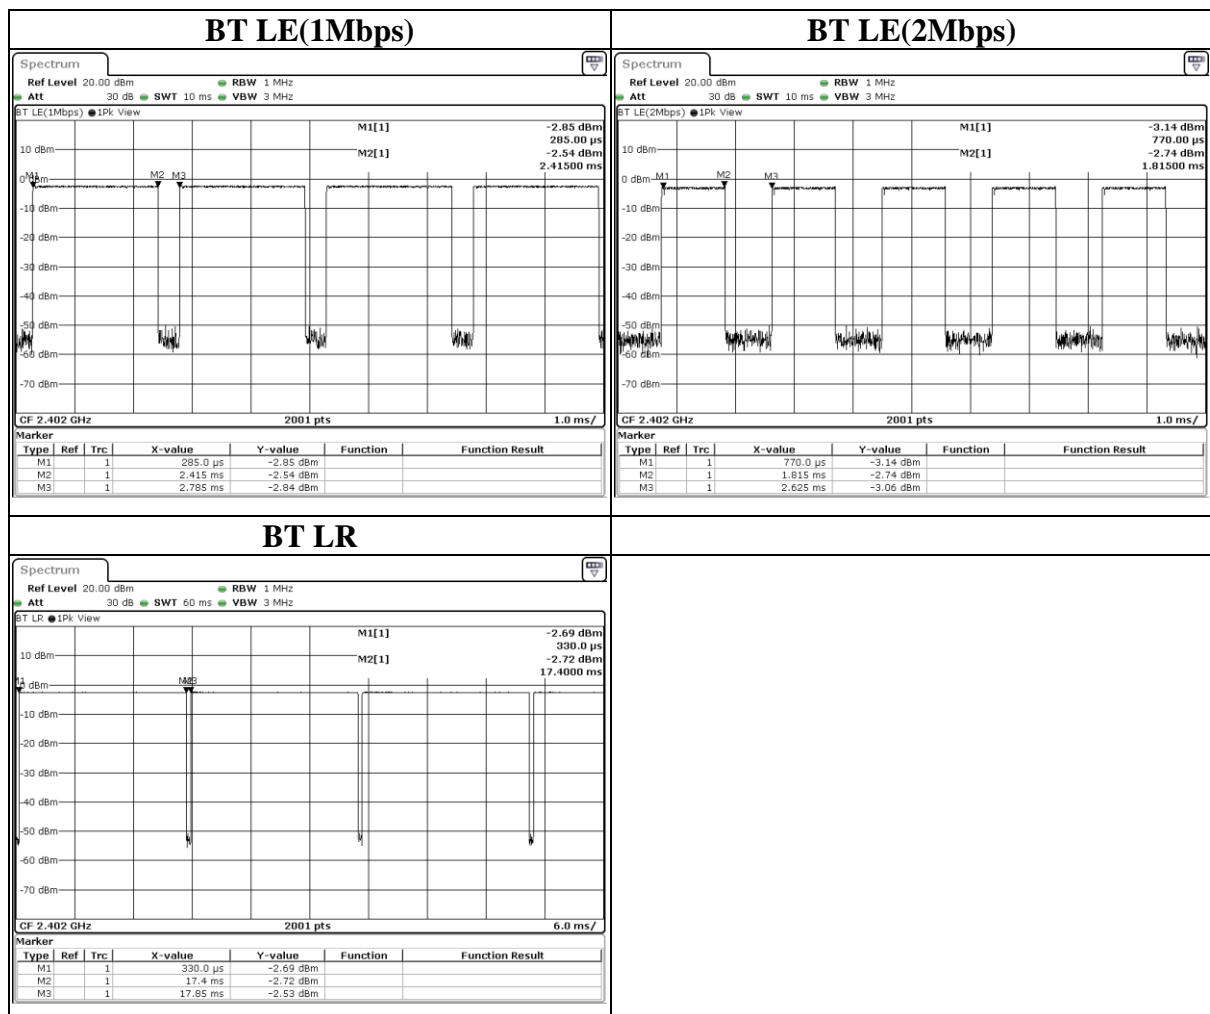 BT LE(1Mbps)
BT LE(2Mbps)
Spectrum
Ref Level 20.00 dBm RBW 1 MHz
Att 30 dB SWT 10 ms VBW 3 MHz
BT LE(1Mbps) 1Pk View
M1[1] -2.85 dBm
285.00 µs
M2[1] -2.54 dBm
2.41500 ms
10 dBm
0 dBm
M1 M2 M3
-10 dBm
-20 dBm
-30 dBm
-40 dBm
-50 dBm
-60 dBm
-70 dBm
CF 2.402 GHz 2001 pts 1.0 ms/
Marker
Type Ref Trc X-value Y-value Function Function Result
M1 1 285.0 µs -2.85 dBm
M2 1 2.415 ms -2.54 dBm
M3 1 2.785 ms -2.84 dBm
Spectrum
Ref Level 20.00 dBm RBW 1 MHz
Att 30 dB SWT 10 ms VBW 3 MHz
BT LE(2Mbps) 1Pk View
M1[1] -3.14 dBm
770.00 µs
M2[1] -2.74 dBm
1.81500 ms
10 dBm
0 dBm
M1 M2 M3
-10 dBm
-20 dBm
-30 dBm
-40 dBm
-50 dBm
-60 dBm
-70 dBm
CF 2.402 GHz 2001 pts 1.0 ms/
Marker
Type Ref Trc X-value Y-value Function Function Result
M1 1 770.0 µs -3.14 dBm
M2 1 1.815 ms -2.74 dBm
M3 1 2.625 ms -3.06 dBm
BT LR
Spectrum
Ref Level 20.00 dBm RBW 1 MHz
Att 30 dB SWT 60 ms VBW 3 MHz
BT LR 1Pk View
M1[1] -2.69 dBm
330.0 µs
M2[1] -2.72 dBm
17.4000 ms
10 dBm
0 dBm
M1 M2 M3
-10 dBm
-20 dBm
-30 dBm
-40 dBm
-50 dBm
-60 dBm
-70 dBm
CF 2.402 GHz 2001 pts 6.0 ms/
Marker
Type Ref Trc X-value Y-value Function Function Result
M1 1 330.0 µs -2.69 dBm
M2 1 17.4 ms -2.72 dBm
M3 1 17.85 ms -2.53 dBm